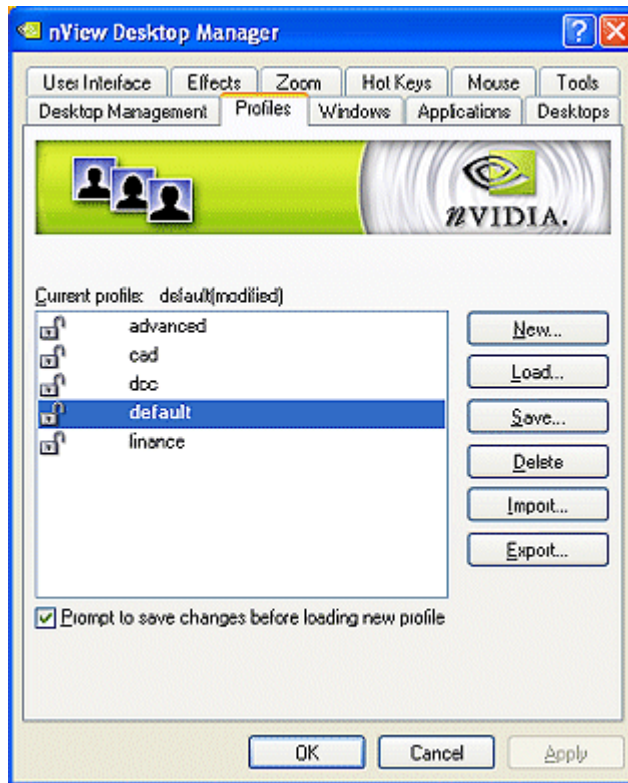 nView Desktop Manager
User Interface Effects Zoom Hot Keys Mouse Tools
Desktop Management Profiles Windows Applications Desktops
nVIDIA.
Current profile: default(modified)
advanced
cad
dcc
default
finance
New...
Load...
Save...
Delete
Import...
Export...
Prompt to save changes before loading new profile
OK Cancel Apply